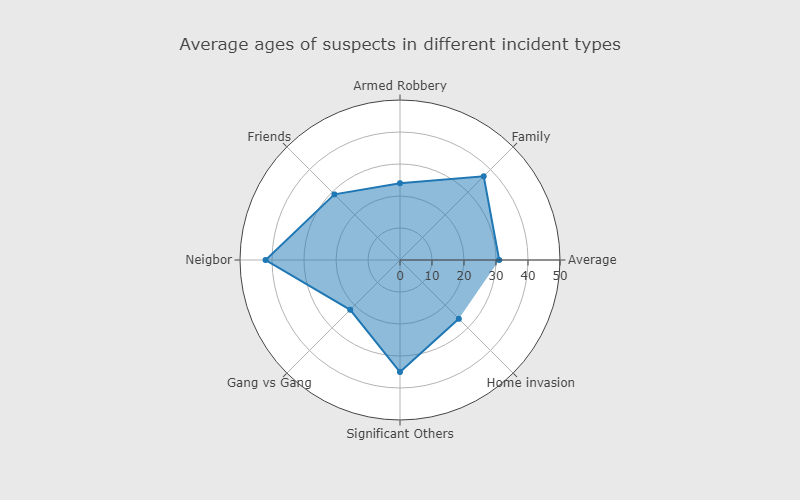 Average ages of suspects in different incident types
Armed Robbery
Friends
Family
Neigbor
Average
0 10 20 30 40 50
Gang vs Gang
Home invasion
Significant Others